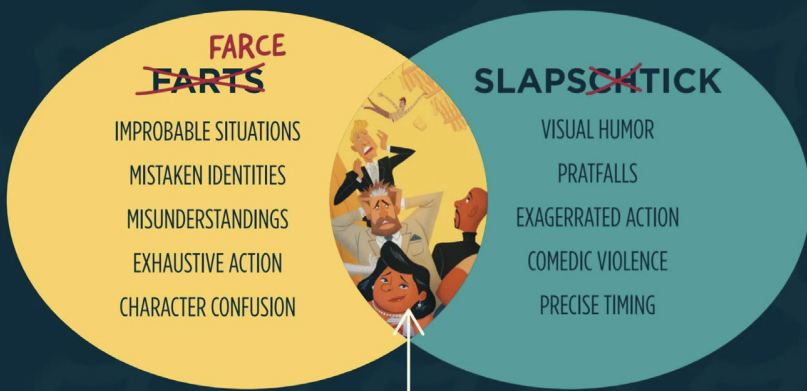 FARCE
FARTS
IMPROBABLE SITUATIONS
MISTAKEN IDENTITIES
MISUNDERSTANDINGS
EXHAUSTIVE ACTION
CHARACTER CONFUSION
SLAPSCHTICK
VISUAL HUMOR
PRATFALLS
EXAGERRATED ACTION
COMEDIC VIOLENCE
PRECISE TIMING